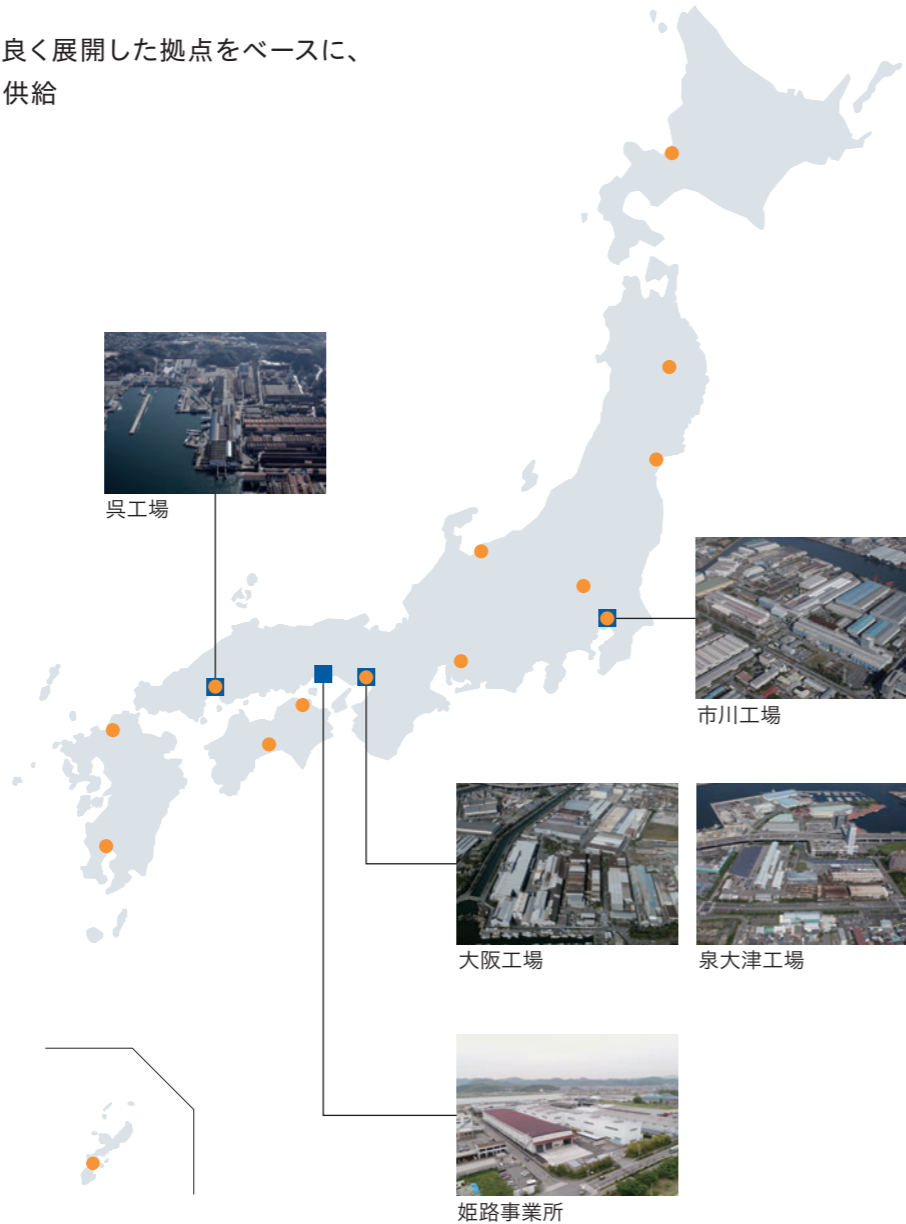 良く展開した拠点をベースに、
供給
呉工場
市川工場
大阪工場
泉大津工場
姫路事業所